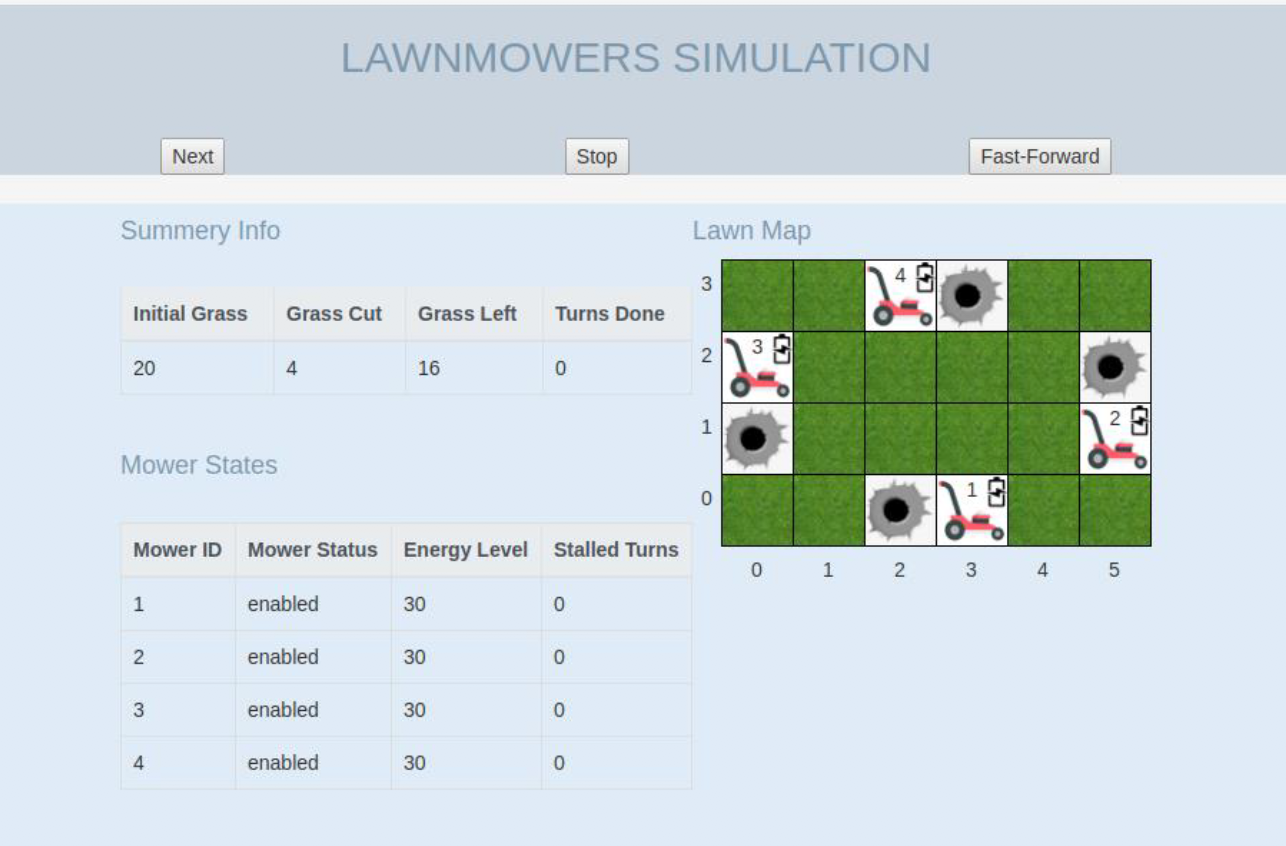 LAWNMOWERS SIMULATION
Next Stop Fast-Forward
Summery Info
Initial Grass Grass Cut Grass Left Turns Done
20 4 16 0
Mower States
Mower ID Mower Status Energy Level Stalled Turns
1 enabled 30 0
2 enabled 30 0
3 enabled 30 0
4 enabled 30 0
Lawn Map
3 4
2 3
1 2
0 1
0 1 2 3 4 5